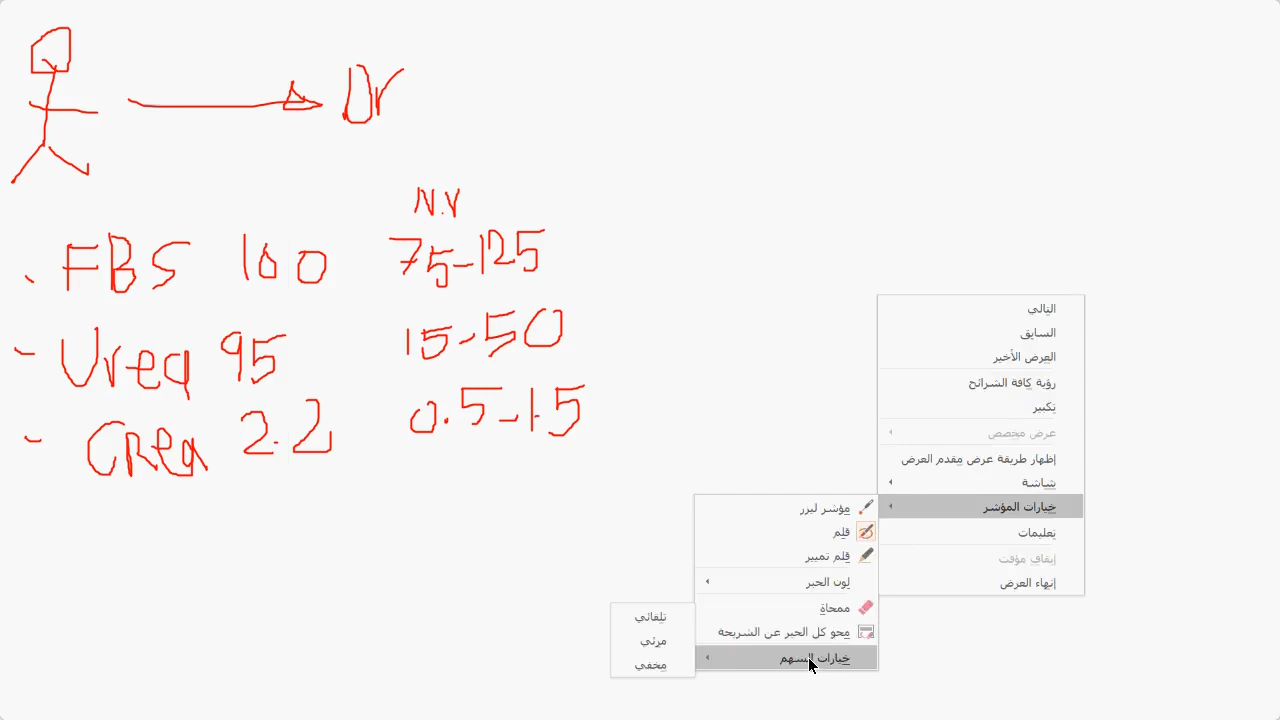 Dr
N.V
- FBS 100 75-125
- Urea 95 15-50
- Crea 2.2 0.5-1.5
التالي
السابق
العرض الأخير
رؤية كافة الشرائح
تكبير
عرض مخصص
إظهار طريقة عرض مقدم العرض
شاشة
خيارات المؤشر
تعليمات
إيقاف مؤقت
إنهاء العرض
مؤشر ليزر
قلم
قلم تمييز
لون الحبر
ممحاة
محو كل الحبر عن الشريحة
خيارات السهم
تلقائي
مرئي
مخفي